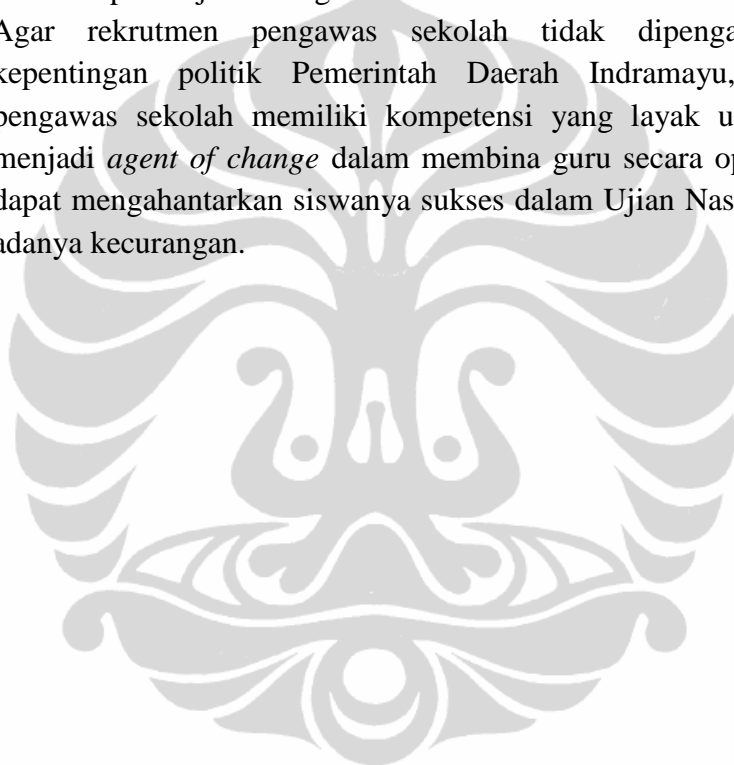 Agar rekrutmen pengawas sekolah tidak dipenga
kepentingan politik Pemerintah Daerah Indramayu,
pengawas sekolah memiliki kompetensi yang layak u
menjadi agent of change dalam membina guru secara op
dapat mengahantarkan siswanya sukses dalam Ujian Nas
adanya kecurangan.